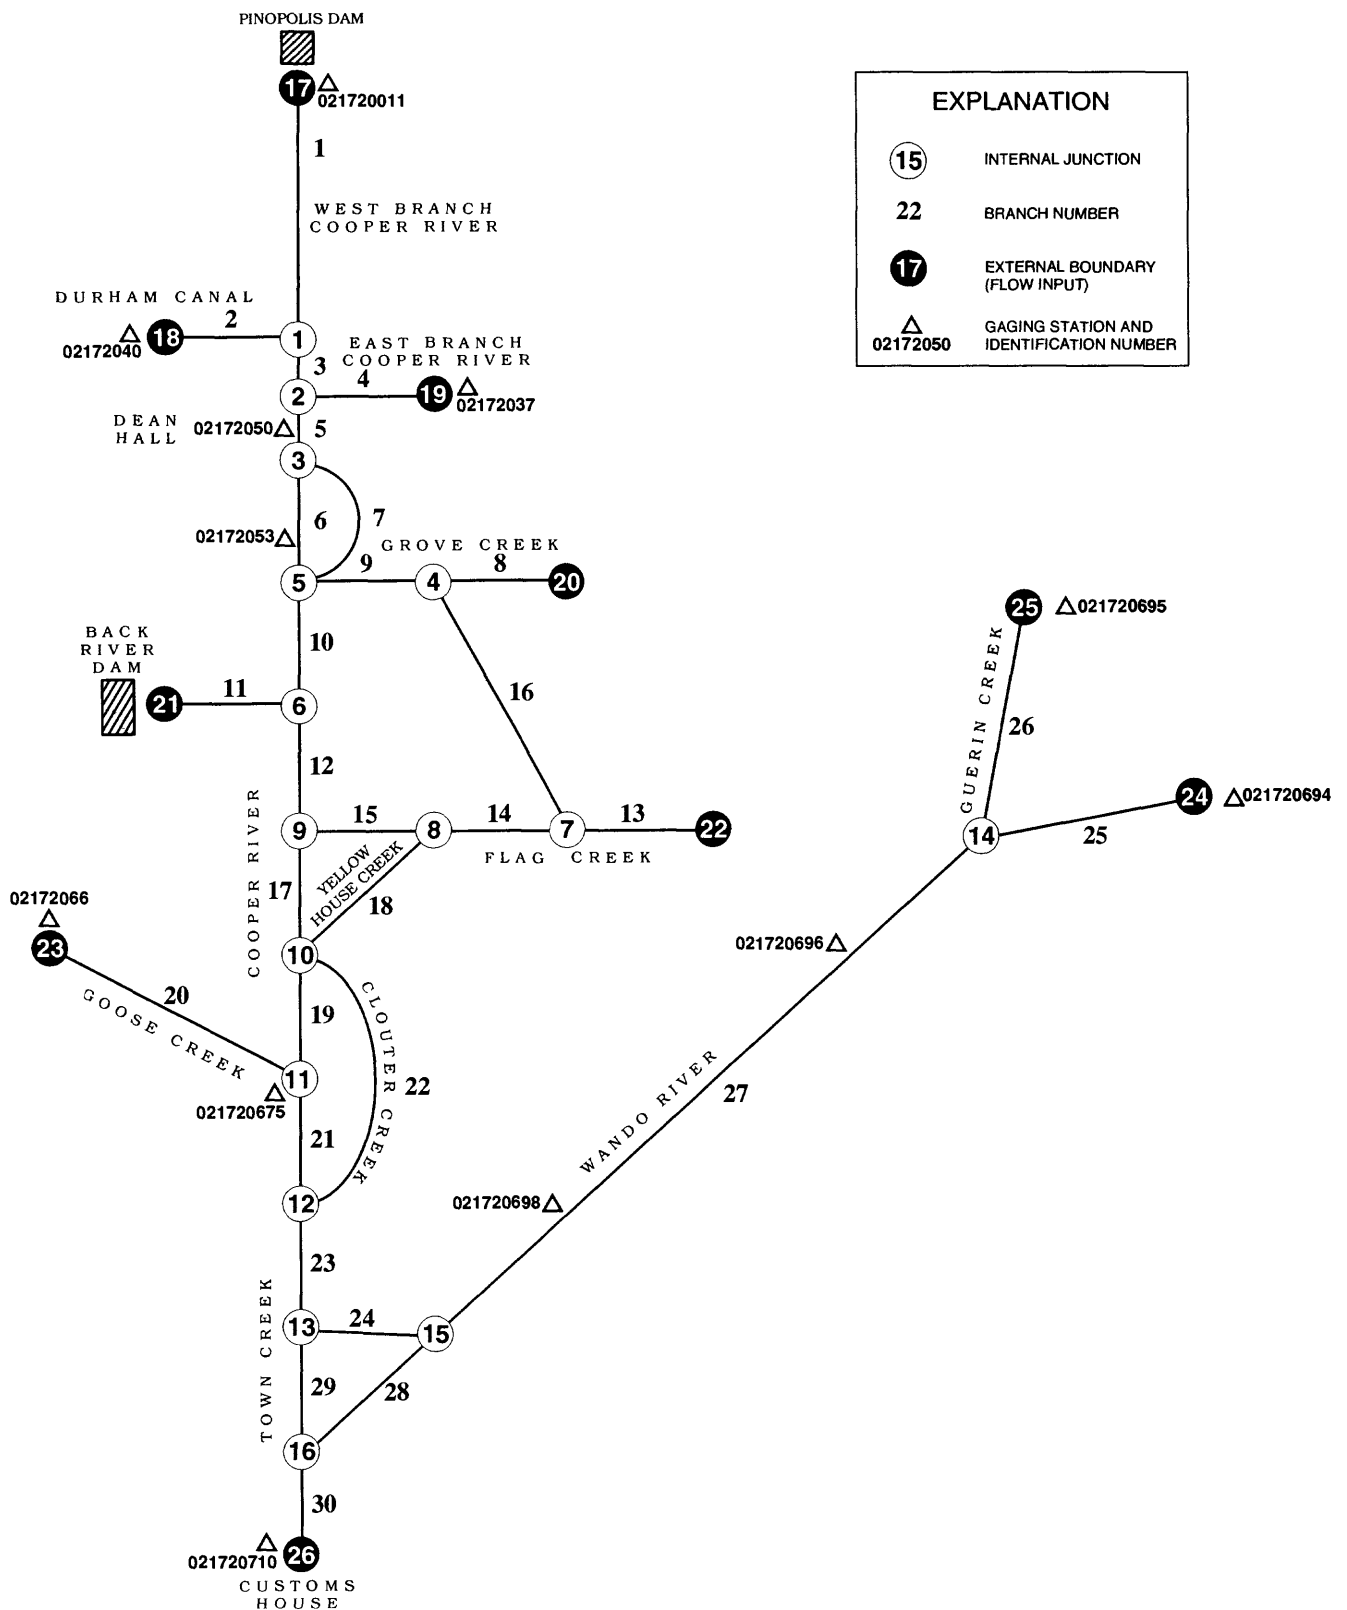 PINOPOLIS DAM
17
021720011
1
WEST BRANCH
COOPER RIVER
DURHAM CANAL
2
18
02172040
1
EAST BRANCH
COOPER RIVER
3
4
2
19
02172037
DEAN
HALL
02172050
5
3
6
7
02172053
GROVE CREEK
9
8
5
4
20
10
BACK
RIVER
DAM
21
11
6
16
12
COOPER RIVER
9
15
8
14
7
13
22
FLAG CREEK
YELLOW
HOUSE CREEK
17
18
02172066
23
20
GOOSE CREEK
10
19
CLOUTER CREEK
22
11
021720675
21
12
23
TOWN CREEK
13
24
15
29
28
16
30
021720710
26
CUSTOMS
HOUSE
EXPLANATION
15
INTERNAL JUNCTION
22
BRANCH NUMBER
17
EXTERNAL BOUNDARY
(FLOW INPUT)
02172050
GAGING STATION AND
IDENTIFICATION NUMBER
25
021720695
GUERIN CREEK
26
24
021720694
14
25
021720696
WANDO RIVER
27
021720698